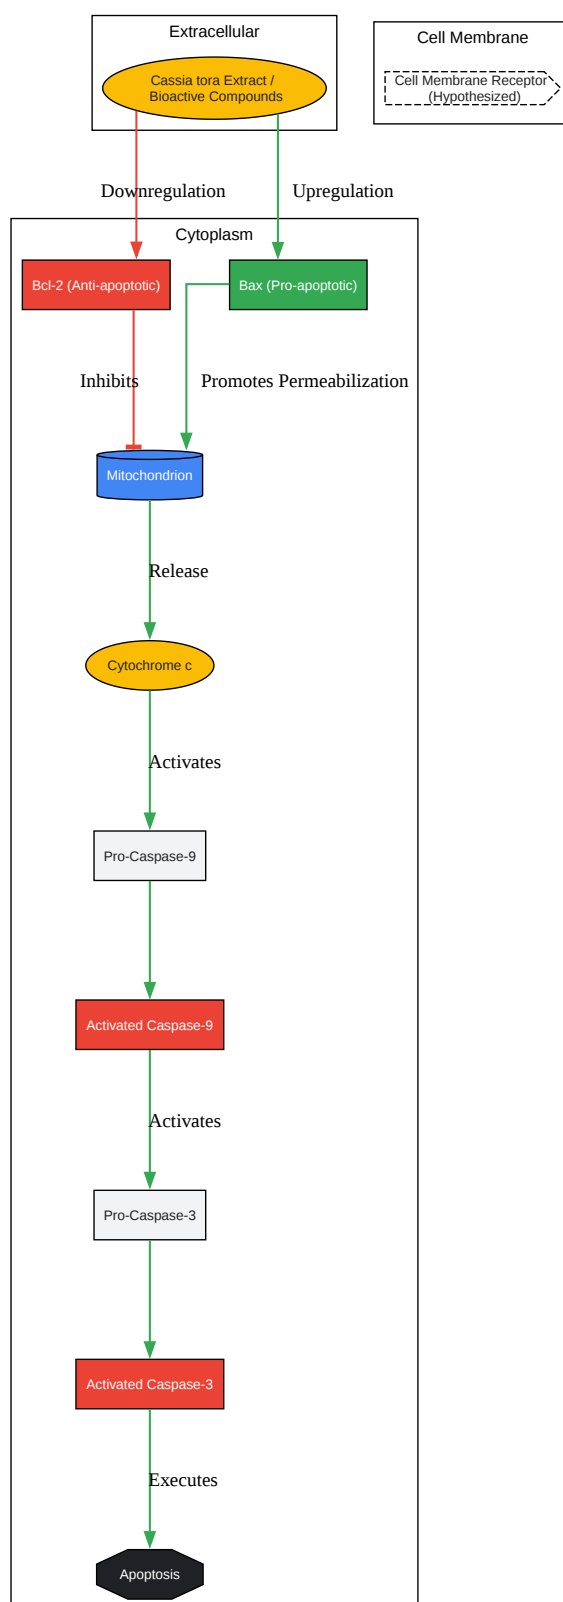 Extracellular
Cassia tora Extract /
Bioactive Compounds
Cell Membrane
Cell Membrane Receptor
(Hypothesized)
Downregulation
Upregulation
Cytoplasm
Bcl-2 (Anti-apoptotic)
Bax (Pro-apoptotic)
Inhibits
Promotes Permeabilization
Mitochondrion
Release
Cytochrome c
Activates
Pro-Caspase-9
Activated Caspase-9
Activates
Pro-Caspase-3
Activated Caspase-3
Executes
Apoptosis